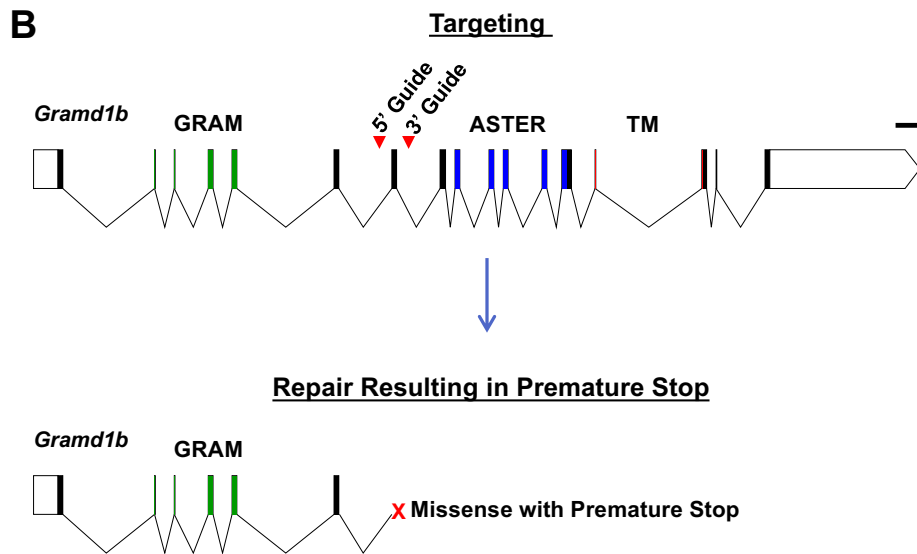 B
Targeting
5' Guide
3' Guide
Gramd1b
GRAM
ASTER
TM
Repair Resulting in Premature Stop
Gramd1b
GRAM
X Missense with Premature Stop